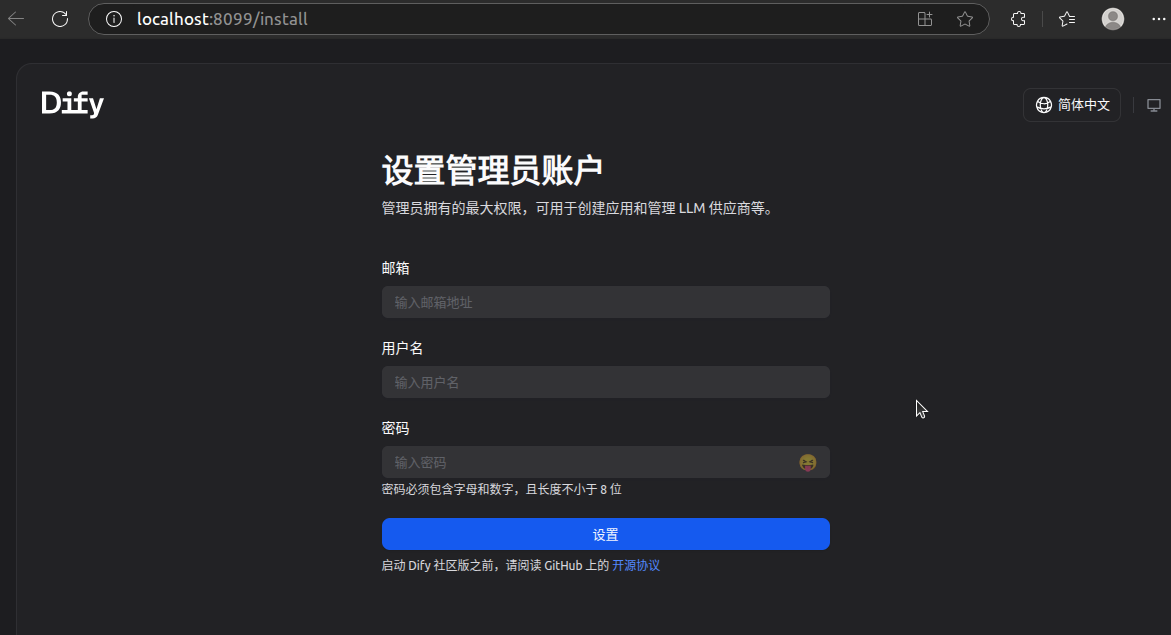 localhost:8099/install
Dify
简体中文
设置管理员账户
管理员拥有的最大权限，可用于创建应用和管理 LLM 供应商等。
邮箱
输入邮箱地址
用户名
输入用户名
密码
输入密码
密码必须包含字母和数字，且长度不小于 8 位
设置
启动 Dify 社区版之前，请阅读 GitHub 上的 开源协议